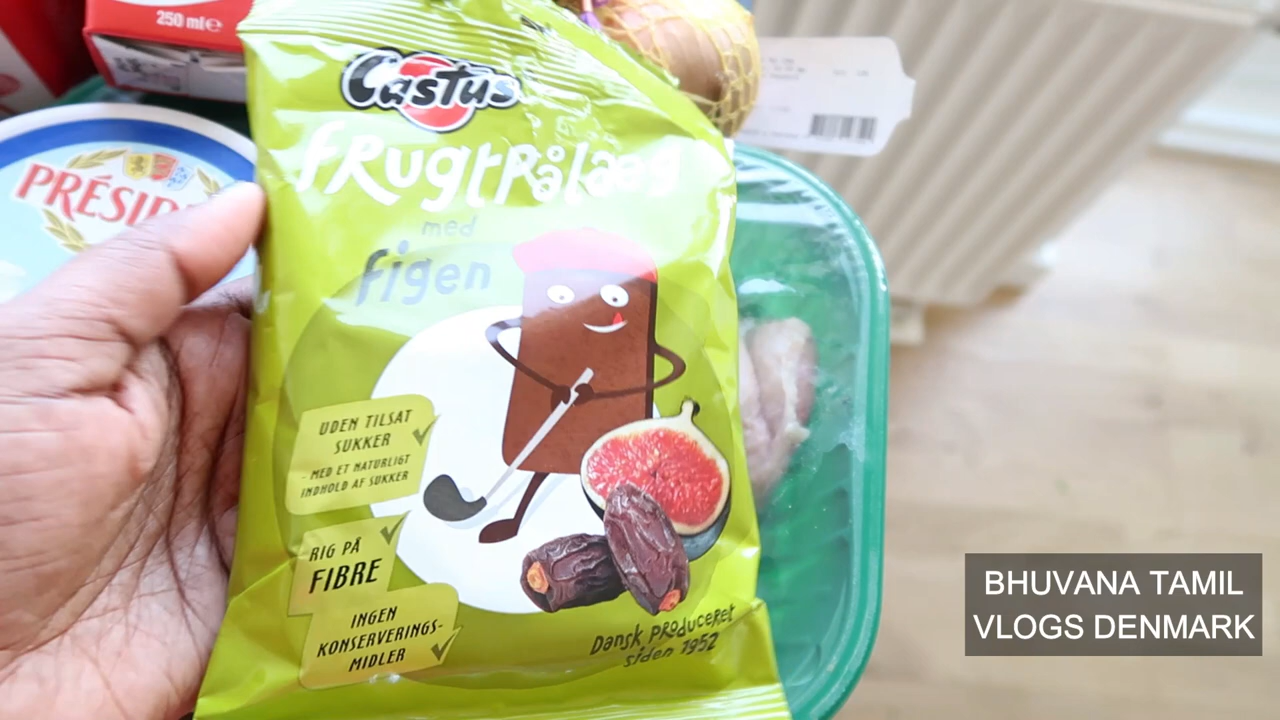 250 ml e
Castus
PRÉSID
fRugtpålæg
med
figen
UDEN TILSAT
SUKKER
- MED ET NATURLIGT
INDHOLD AF SUKKER
RIG PÅ
FIBRE
INGEN
KONSERVERINGS-
MIDLER
Dansk pRoduceRet
siden 1952
BHUVANA TAMIL
VLOGS DENMARK